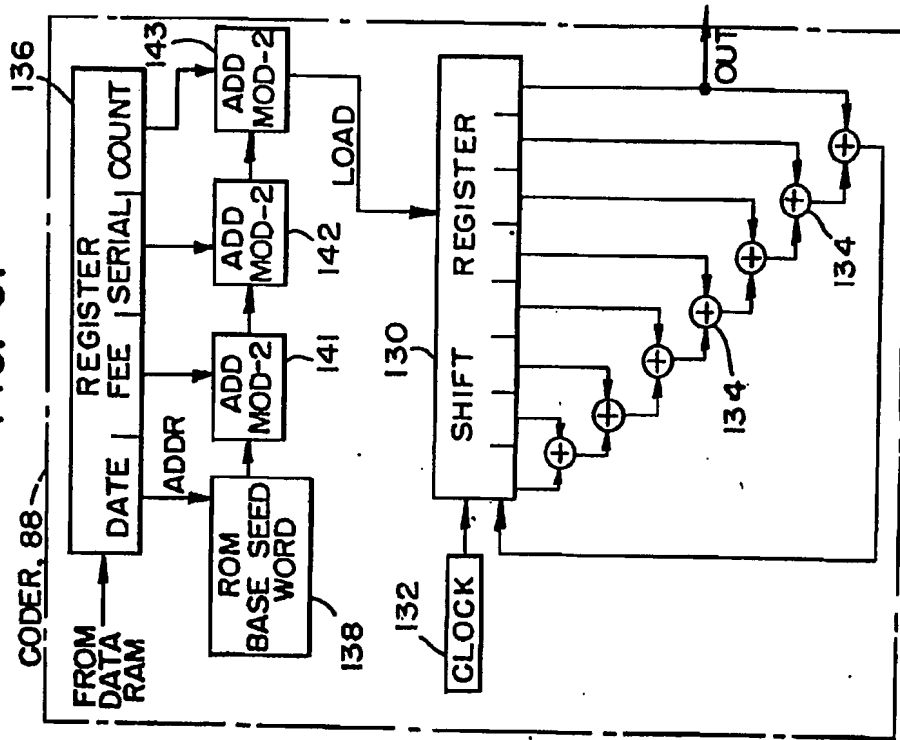 CODER, 88
136
REGISTER
DATE FEE SERIAL COUNT
FROM
DATA
RAM
ADDR
143
ROM
BASE SEED
WORD
138
ADD
MOD-2
141
ADD
MOD-2
142
ADD
MOD-2
LOAD
130
SHIFT REGISTER
132
CLOCK
134
134
OUT